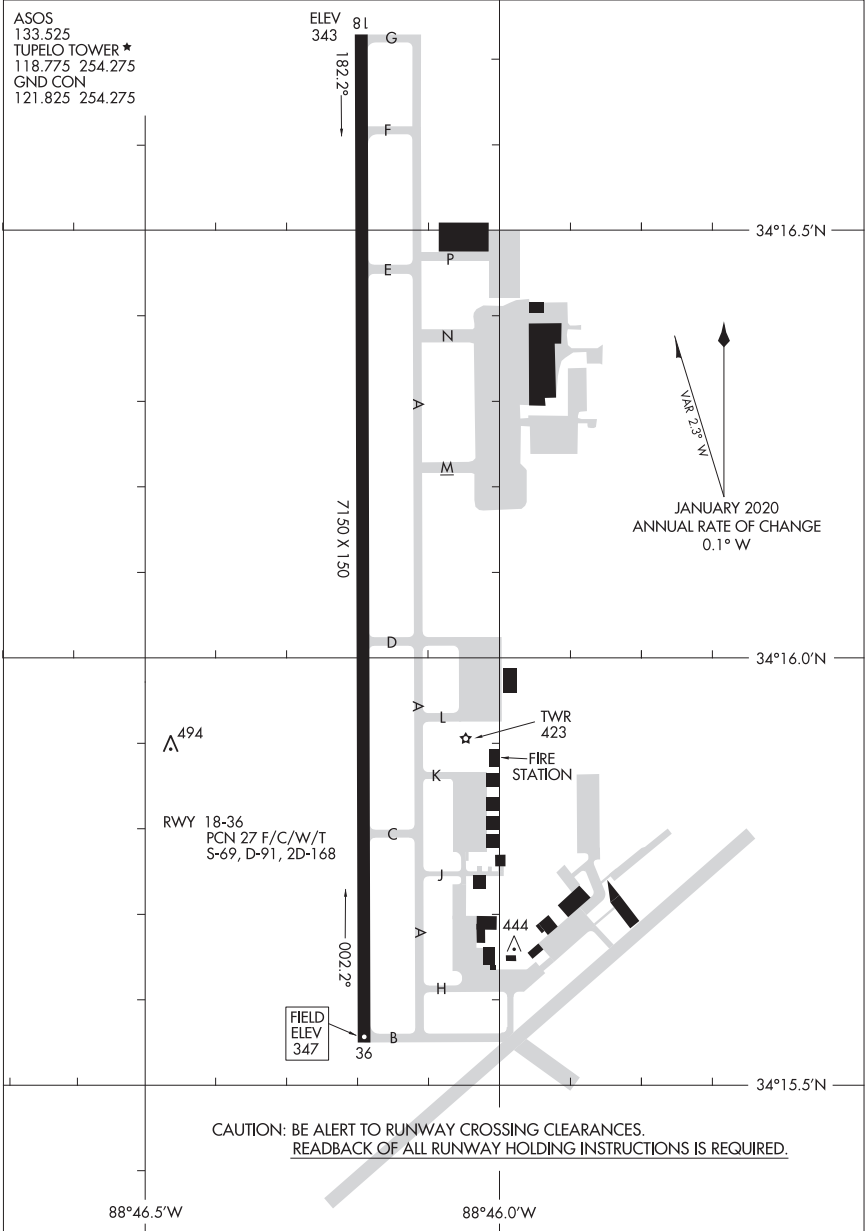 ASOS
133.525
TUPELO TOWER ★
118.775 254.275
GND CON
121.825 254.275
ELEV
343
18
G
182.2°
F
34°16.5'N
P
E
N
A
VAR 2.3° W
M
JANUARY 2020
ANNUAL RATE OF CHANGE
0.1° W
7150 X 150
D
34°16.0'N
A
L
TWR
423
494
FIRE
STATION
K
RWY 18-36
PCN 27 F/C/W/T
S-69, D-91, 2D-168
C
J
A
444
002.2°
H
FIELD
ELEV
347
36
B
34°15.5'N
CAUTION: BE ALERT TO RUNWAY CROSSING CLEARANCES.
READBACK OF ALL RUNWAY HOLDING INSTRUCTIONS IS REQUIRED.
88°46.5'W
88°46.0'W